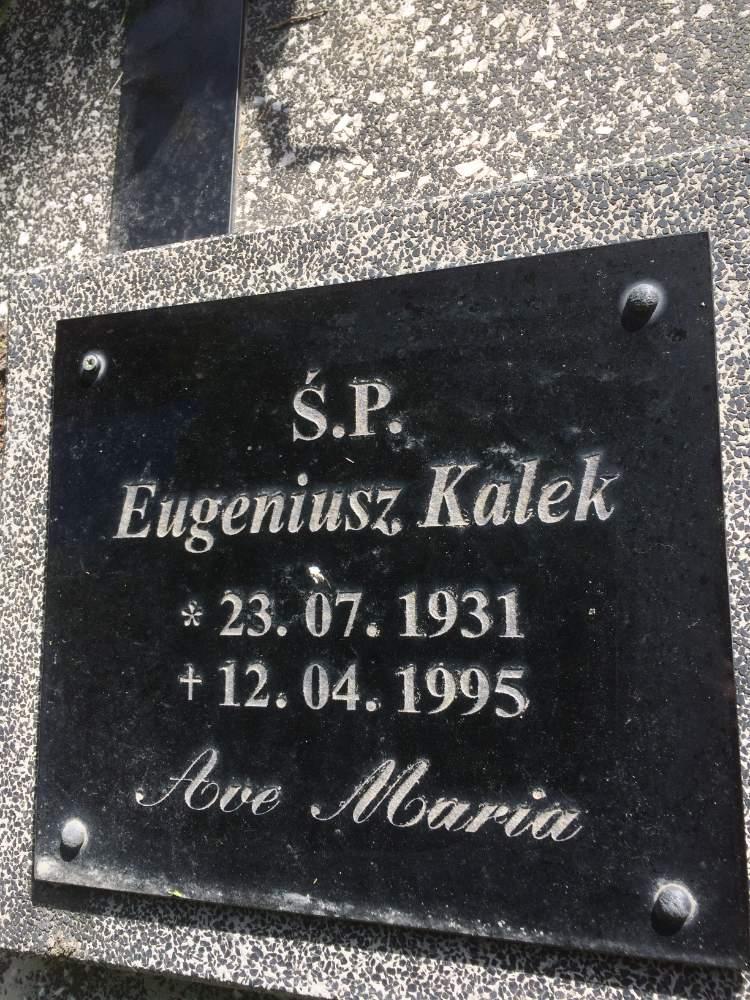 Ś.P.
Eugeniusz Kalek
* 23. 07. 1931
† 12. 04. 1995
Ave Maria